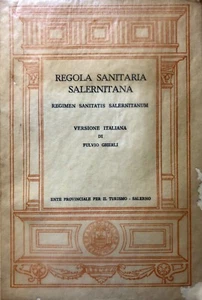 REGOLA SANITARIA
SALERNITANA
REGIMEN SANITATIS SALERNITANUM
VERSIONE ITALIANA
DI
FULVIO GHERLI
ENTE PROVINCIALE PER IL TURISMO - SALERNO